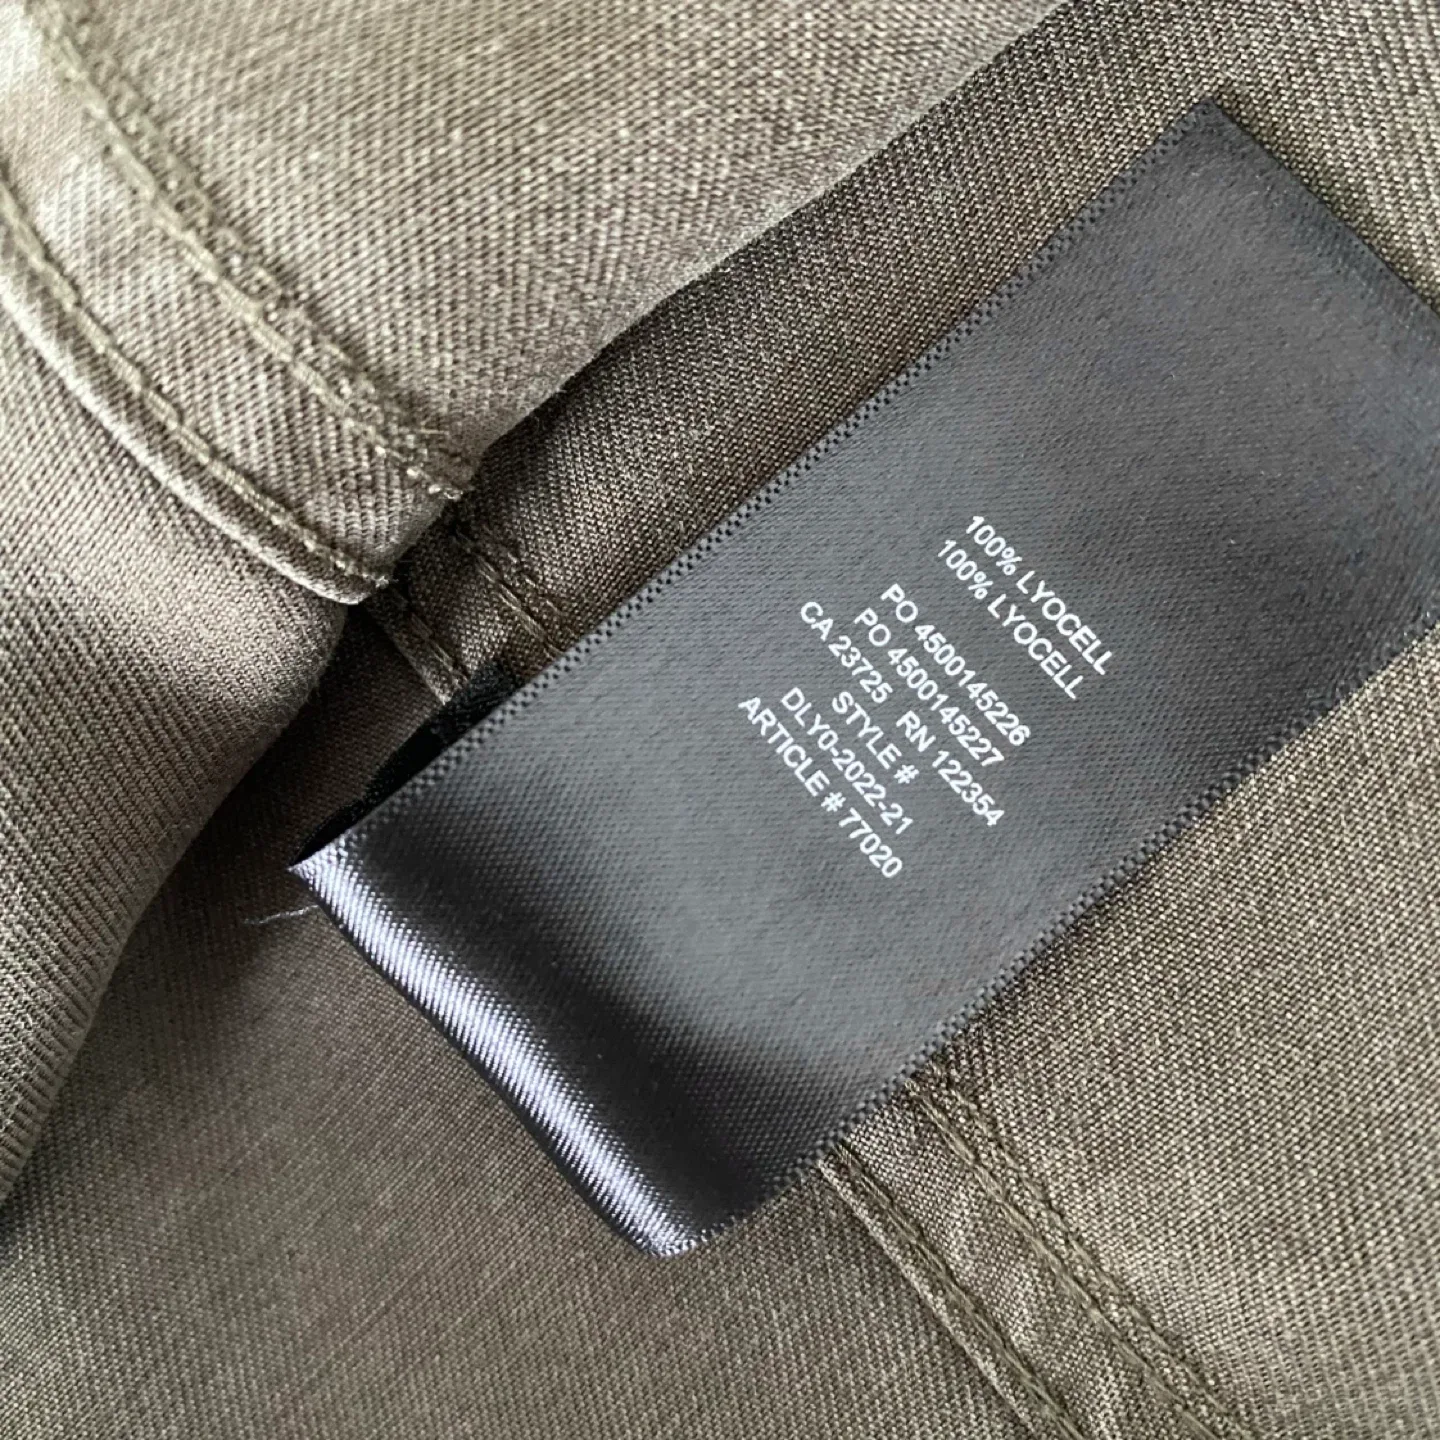 100% LYOCELL
100% LYOCELL
PO 4500145226
PO 4500145227
CA 23725 RN 122354
STYLE #
DLY0-2022-21
ARTICLE # 77020